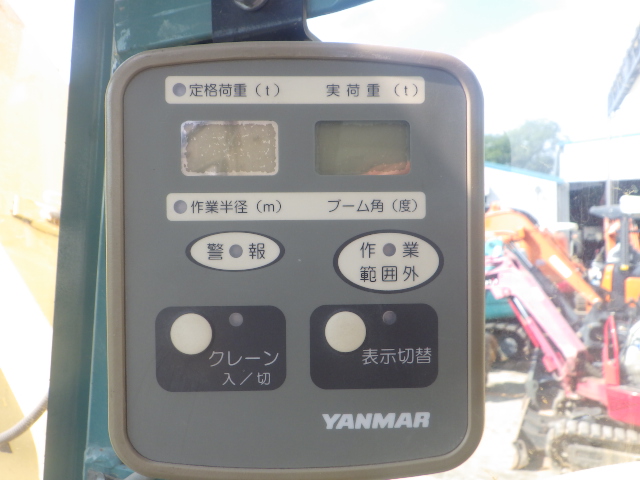 定格荷重(t) 実荷重(t)
作業半径(m) ブーム角(度)
警報
作業
範囲外
クレーン
入/切
表示切替
YANMAR